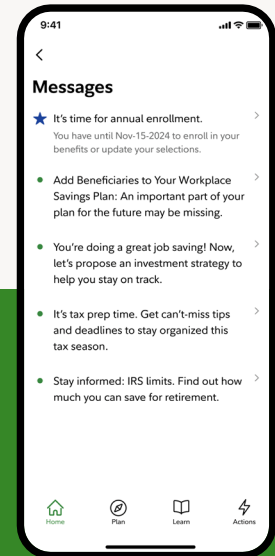 9:41
Messages
It's time for annual enrollment.
You have until Nov-15-2024 to enroll in your
benefits or update your selections.
Add Beneficiaries to Your Workplace
Savings Plan: An important part of your
plan for the future may be missing.
You're doing a great job saving! Now,
let's propose an investment strategy to
help you stay on track.
It's tax prep time. Get can't-miss tips
and deadlines to stay organized this
tax season.
Stay informed: IRS limits. Find out how
much you can save for retirement.
Home Plan Learn Actions